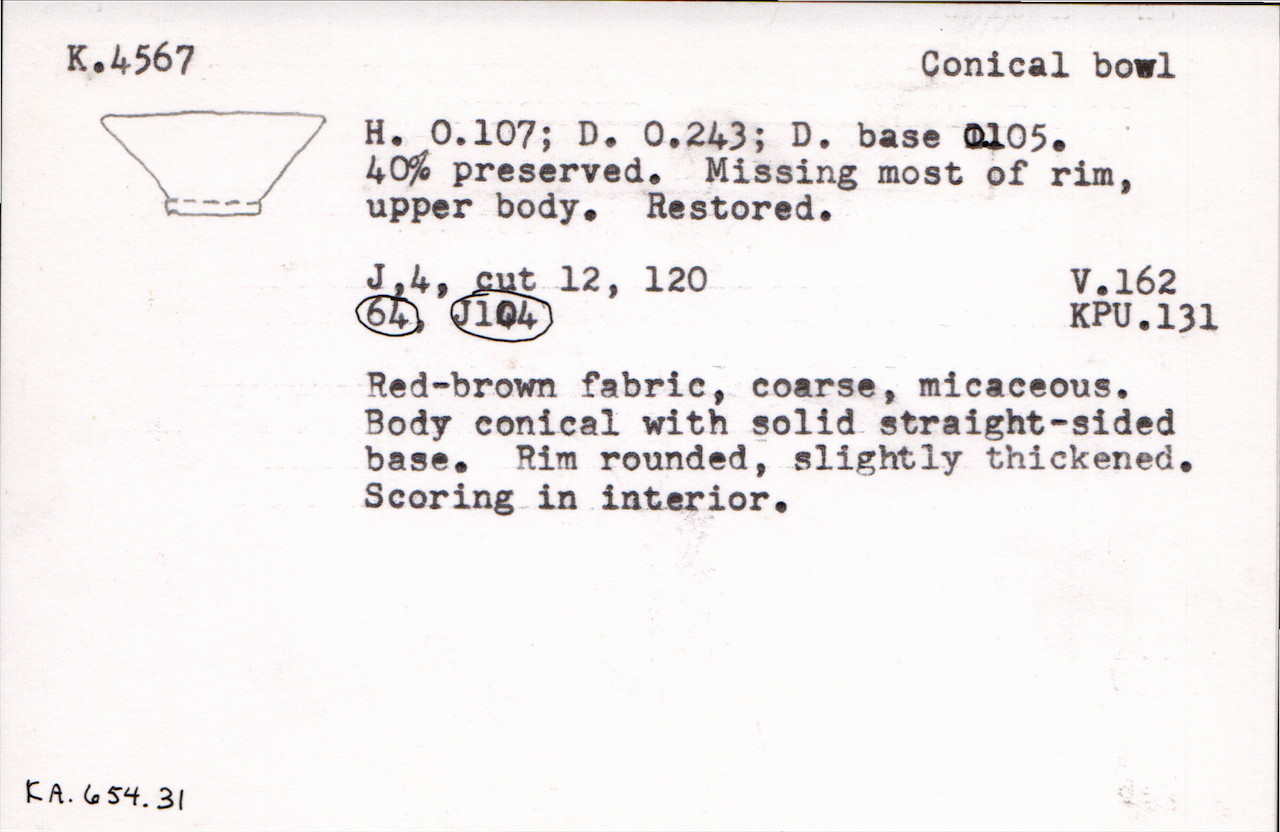 K.4567
Conical bowl
H. 0.107; D. 0.243; D. base 0.105.
40% preserved. Missing most of rim,
upper body. Restored.
J,4, cut 12, 120
V.162
64, J104
KPU.131
Red-brown fabric, coarse, micaceous.
Body conical with solid straight-sided
base. Rim rounded, slightly thickened.
Scoring in interior.
KA.654.31